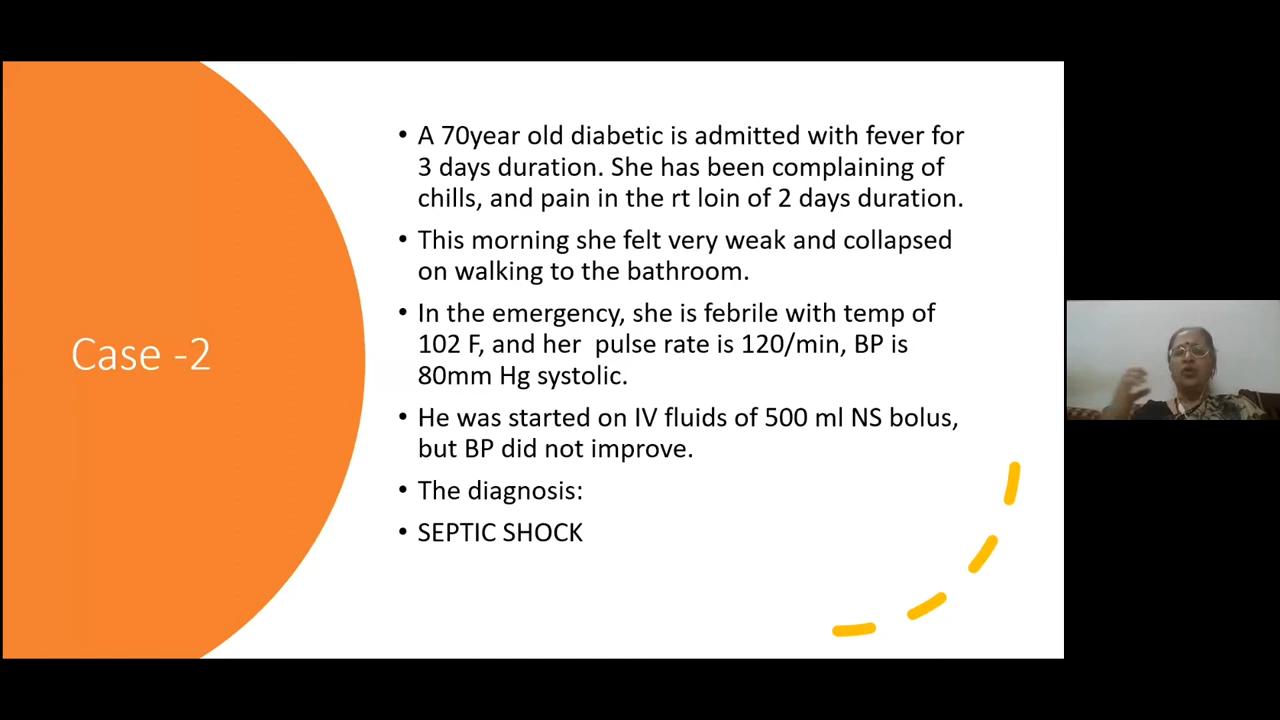 Case -2
• A 70year old diabetic is admitted with fever for
3 days duration. She has been complaining of
chills, and pain in the rt loin of 2 days duration.
• This morning she felt very weak and collapsed
on walking to the bathroom.
• In the emergency, she is febrile with temp of
102 F, and her  pulse rate is 120/min, BP is
80mm Hg systolic.
• He was started on IV fluids of 500 ml NS bolus,
but BP did not improve.
• The diagnosis:
• SEPTIC SHOCK